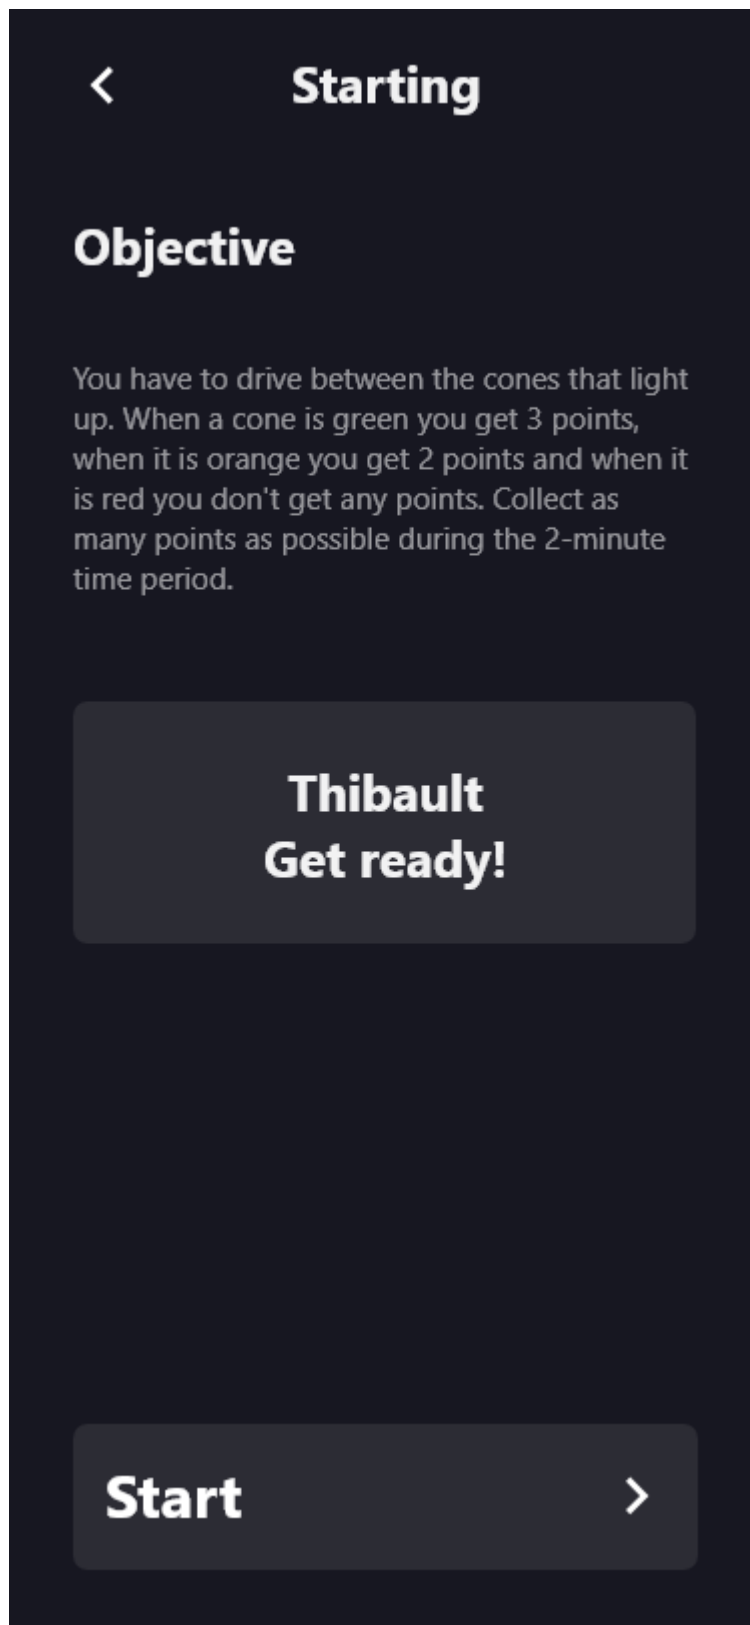 Starting
Objective
You have to drive between the cones that light
up. When a cone is green you get 3 points,
when it is orange you get 2 points and when it
is red you don't get any points. Collect as
many points as possible during the 2-minute
time period.
Thibault
Get ready!
Start